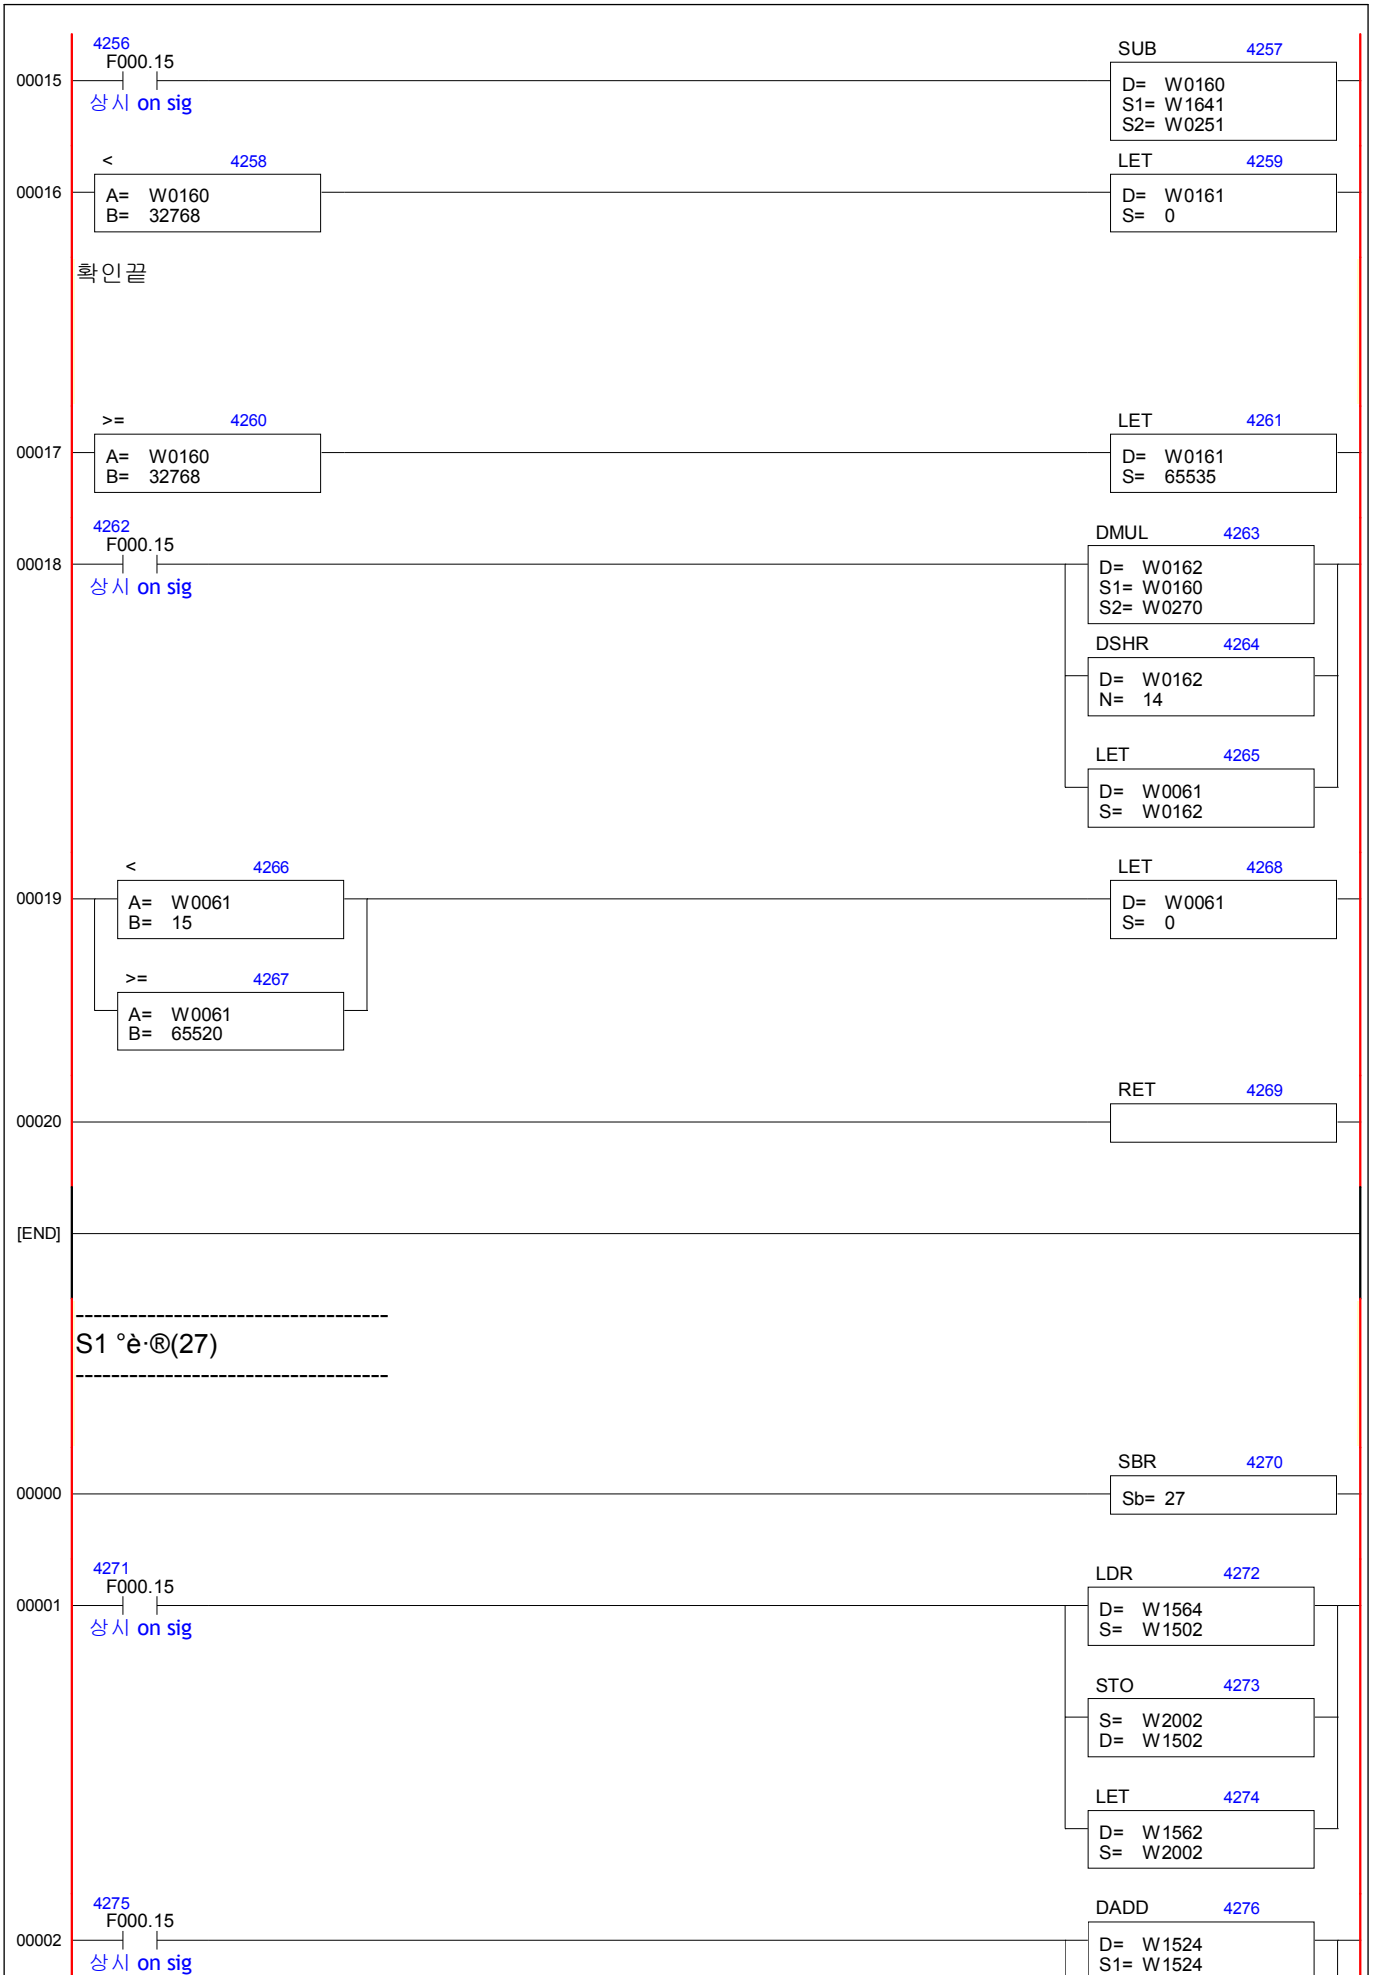 4256
F000.15
SUB 4257
00015
상시 on sig
D= W0160
S1= W1641
S2= W0251
< 4258
LET 4259
00016
A= W0160
B= 32768
D= W0161
S= 0
확인끝
>= 4260
LET 4261
00017
A= W0160
B= 32768
D= W0161
S= 65535
4262
F000.15
DMUL 4263
00018
상시 on sig
D= W0162
S1= W0160
S2= W0270
DSHR 4264
D= W0162
N= 14
LET 4265
D= W0061
S= W0162
< 4266
LET 4268
00019
A= W0061
B= 15
D= W0061
S= 0
>= 4267
A= W0061
B= 65520
RET 4269
00020
[END]
-----------------------------------
S1 °è·®(27)
-----------------------------------
SBR 4270
00000
Sb= 27
4271
F000.15
LDR 4272
00001
상시 on sig
D= W1564
S= W1502
STO 4273
S= W2002
D= W1502
LET 4274
D= W1562
S= W2002
4275
F000.15
DADD 4276
00002
상시 on sig
D= W1524
S1= W1524